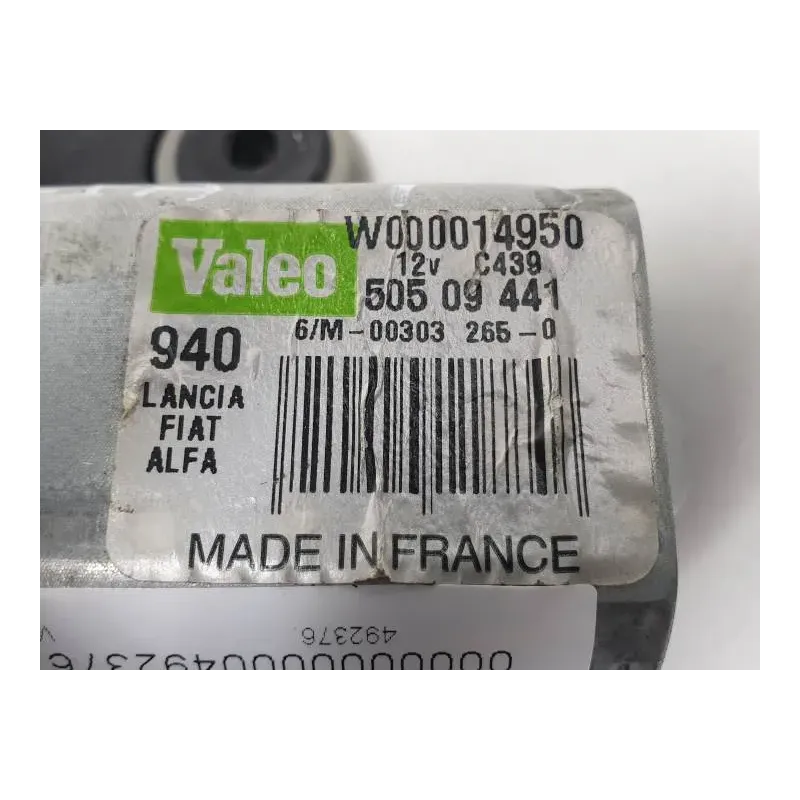 Valeo
W000014950
12v C439
505 09 441
6/M-00303 265-0
940
LANCIA
FIAT
ALFA
MADE IN FRANCE
492376